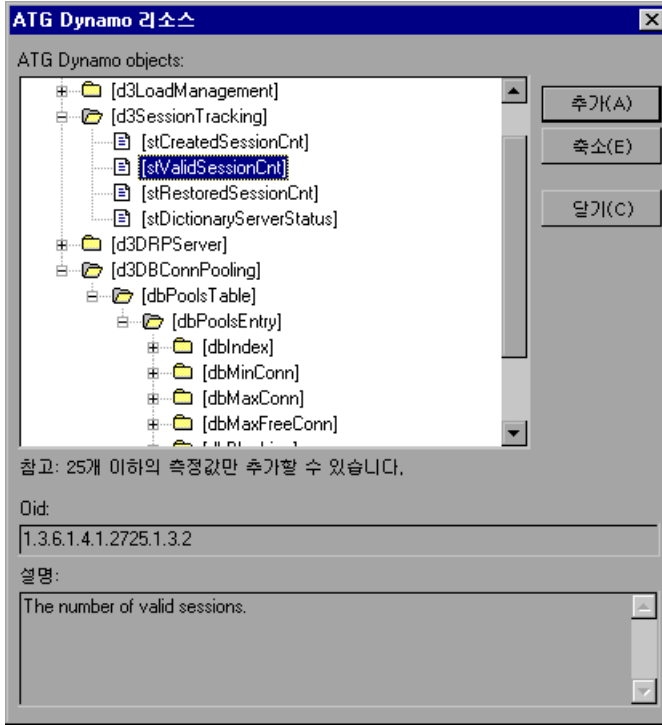 ATG Dynamo 리소스
ATG Dynamo objects:
[d3LoadManagement]
[d3SessionTracking]
[stCreatedSessionCnt]
[stValidSessionCnt]
[stRestoredSessionCnt]
[stDictionaryServerStatus]
[d3DRPServer]
[d3DBConnPooling]
[dbPoolsTable]
[dbPoolsEntry]
[dbIndex]
[dbMinConn]
[dbMaxConn]
[dbMaxFreeConn]
추가(A)
축소(E)
닫기(C)
참고: 25개 이하의 측정값만 추가할 수 있습니다.
Oid:
1.3.6.1.4.1.2725.1.3.2
설명:
The number of valid sessions.